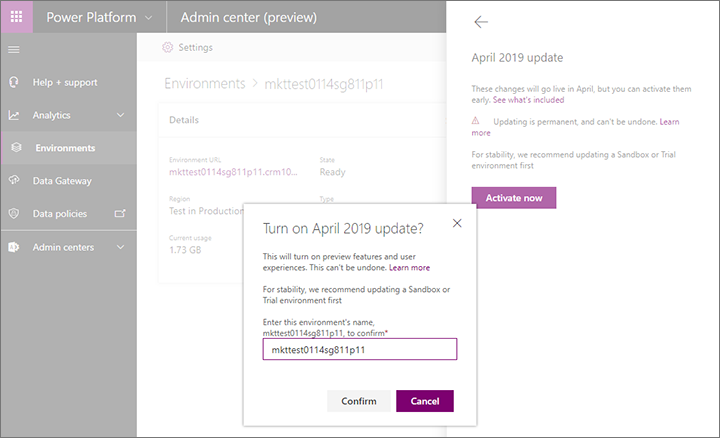 Power Platform
Admin center (preview)
Help + support
Analytics
Environments
Data Gateway
Data policies
Admin centers
Settings
Environments > mkttest0114sg811p11
Details
Environment URL
mkttest0114sg811p11.crm10...
State
Ready
Region
Test in Production
Type
Current usage
1.73 GB
April 2019 update
These changes will go live in April, but you can activate them
early. See what's included
Updating is permanent, and can't be undone. Learn
more
For stability, we recommend updating a Sandbox or Trial
environment first
Activate now
Turn on April 2019 update?
This will turn on preview features and user
experiences. This can't be undone. Learn more
For stability, we recommend updating a Sandbox or
Trial environment first
Enter this environment's name,
mkttest0114sg811p11, to confirm*
mkttest0114sg811p11
Confirm
Cancel